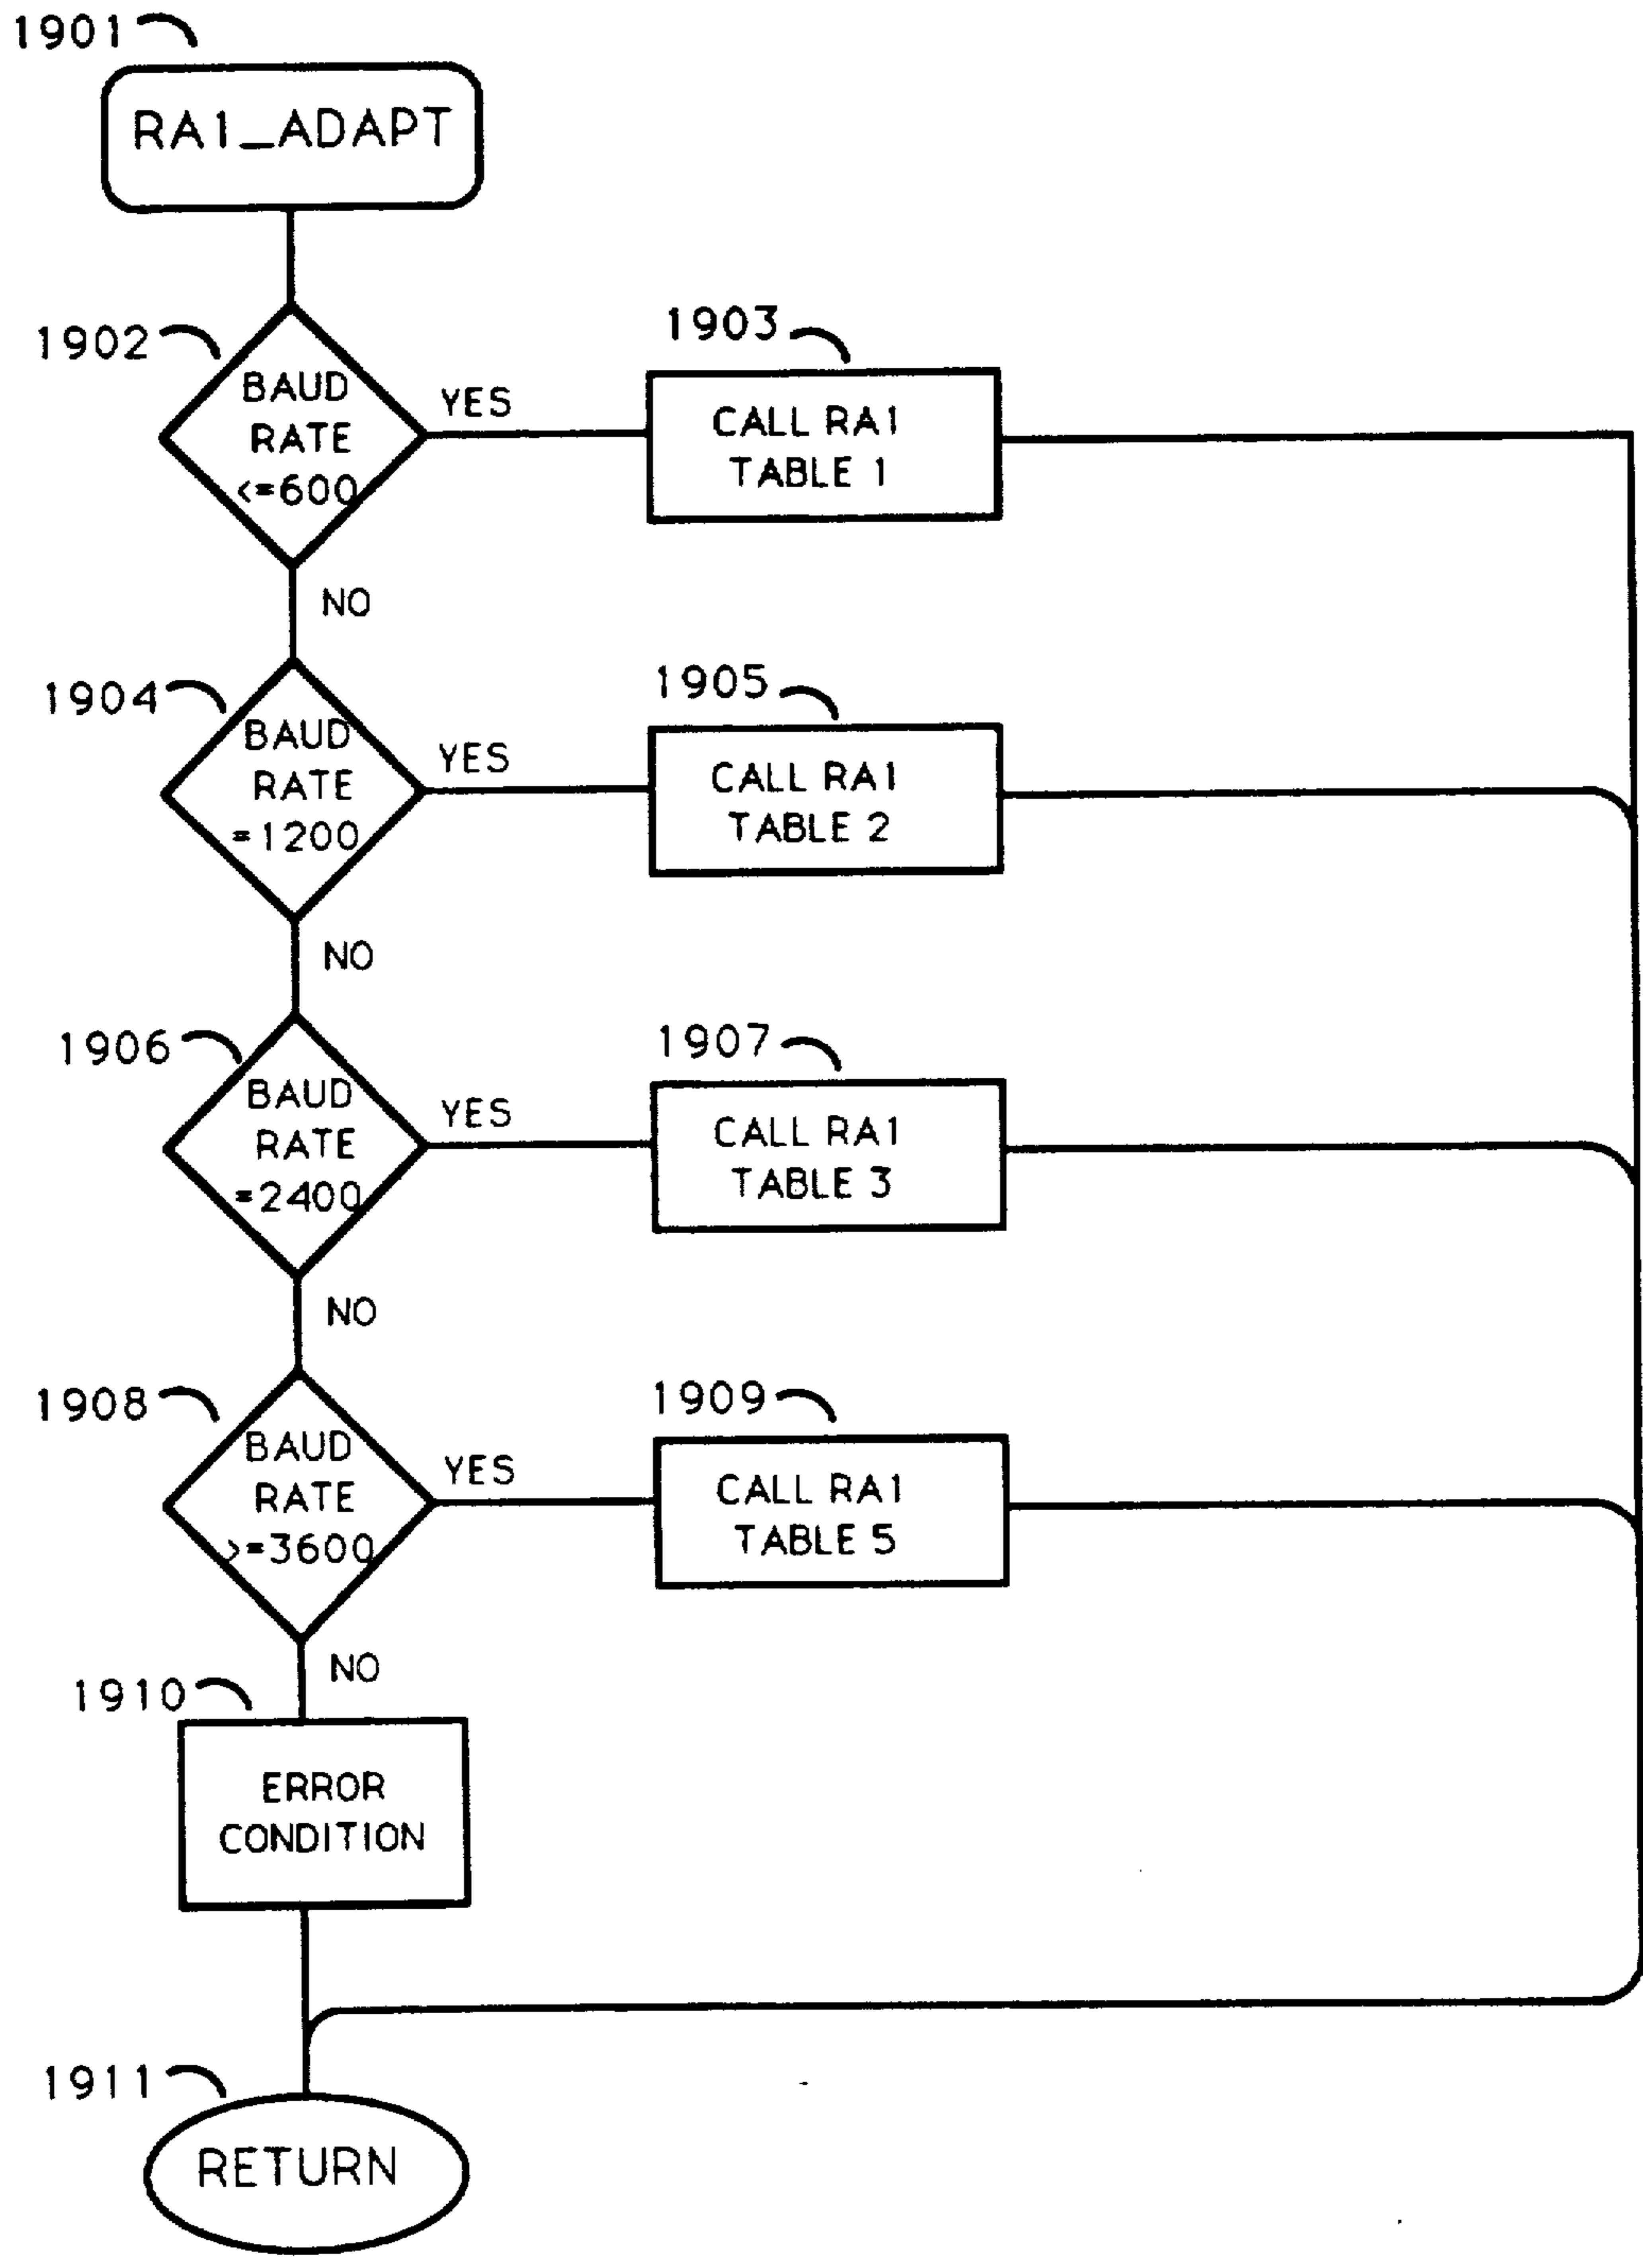 1901
RA1_ADAPT
1902
BAUD
RATE
<=600
YES
1903
CALL RA1
TABLE 1
NO
1904
BAUD
RATE
=1200
YES
1905
CALL RA1
TABLE 2
NO
1906
BAUD
RATE
=2400
YES
1907
CALL RA1
TABLE 3
NO
1908
BAUD
RATE
>=3600
YES
1909
CALL RA1
TABLE 5
NO
1910
ERROR
CONDITION
1911
RETURN